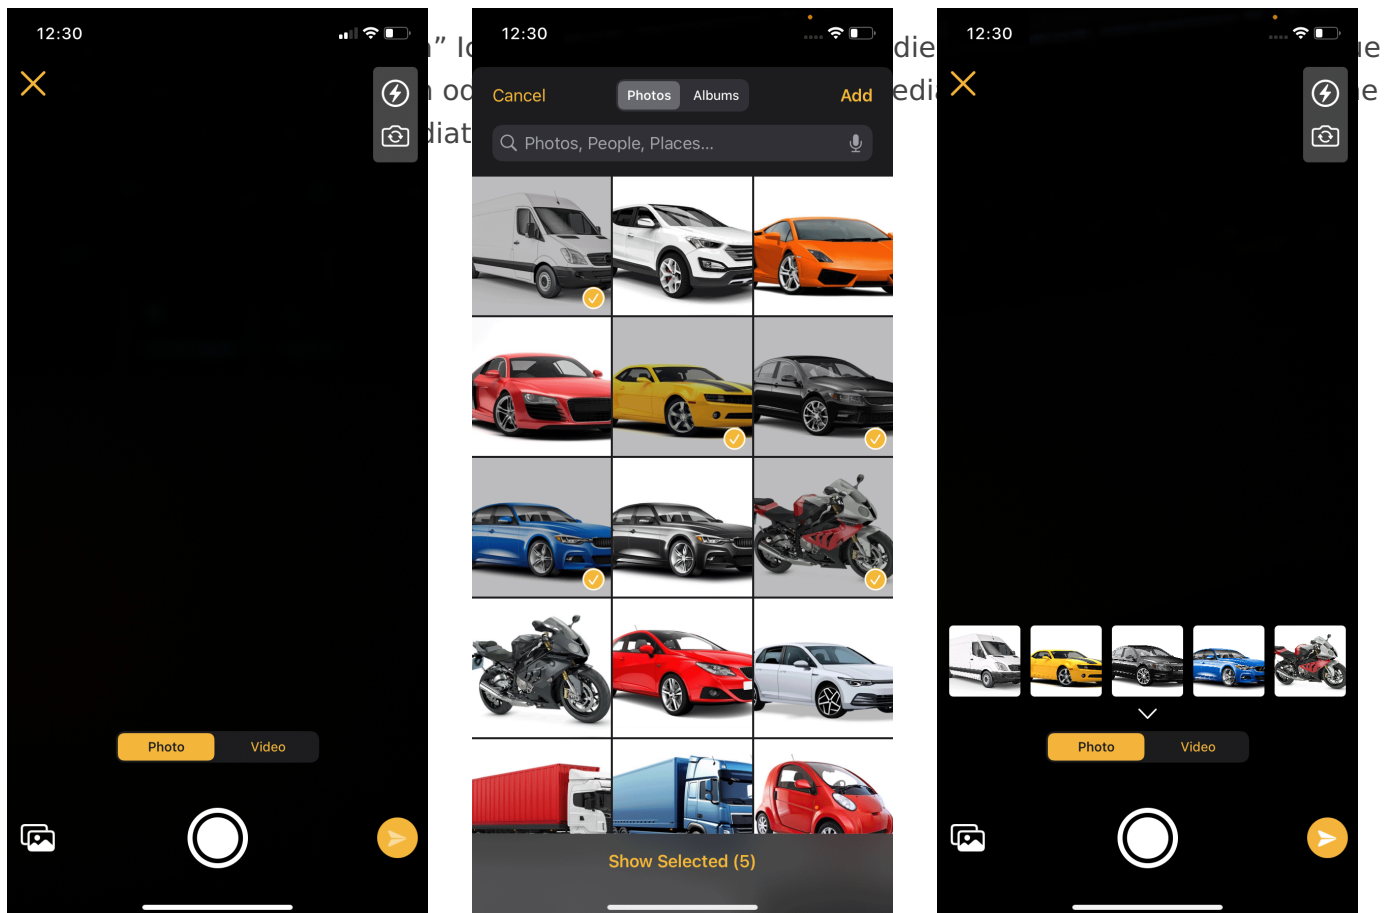 12:30
12:30
12:30
die
Cancel
Photos
Albums
Add
Photos, People, Places...
Photo
Video
Show Selected (5)
Photo
Video